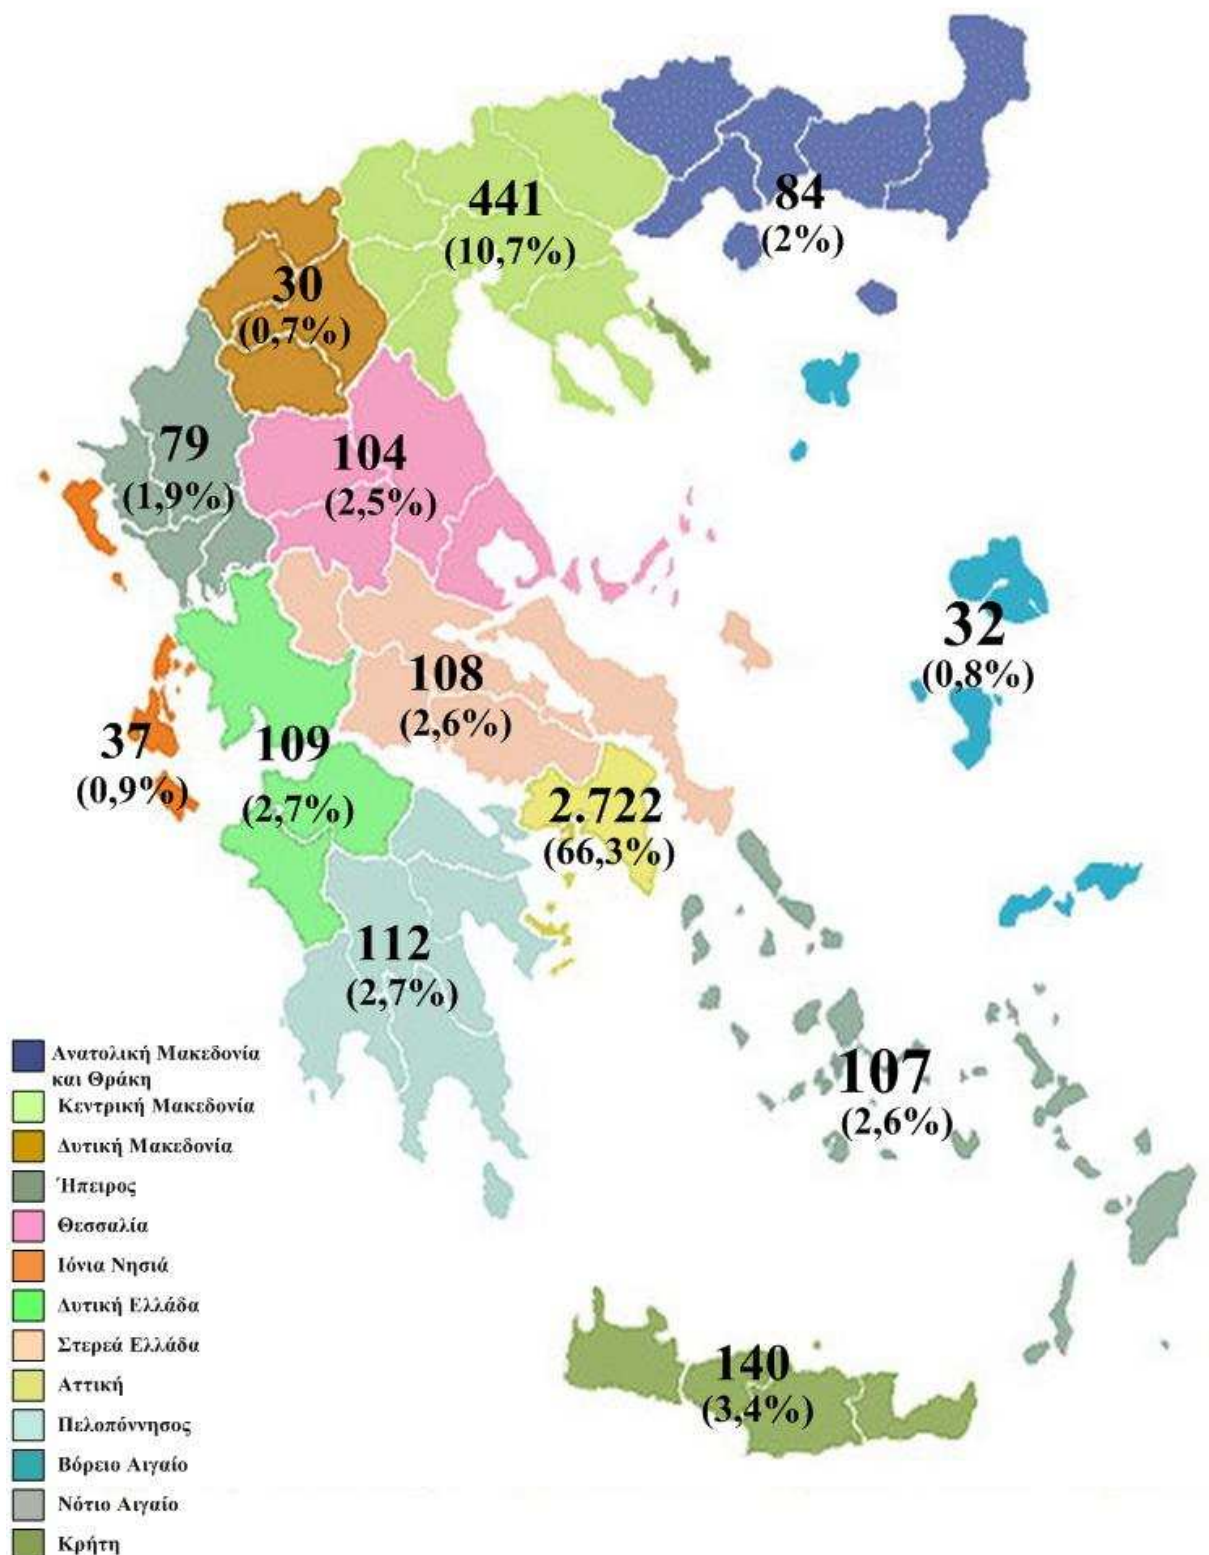 441
(10,7%)
84
(2%)
30
(0,7%)
79
(1,9%)
104
(2,5%)
32
(0,8%)
108
(2,6%)
37
(0,9%)
109
(2,7%)
2.722
(66,3%)
112
(2,7%)
107
(2,6%)
140
(3,4%)
Ανατολική Μακεδονία
και Θράκη
Κεντρική Μακεδονία
Δυτική Μακεδονία
Ήπειρος
Θεσσαλία
Ιόνια Νησιά
Δυτική Ελλάδα
Στερεά Ελλάδα
Αττική
Πελοπόννησος
Βόρειο Αιγαίο
Νότιο Αιγαίο
Κρήτη